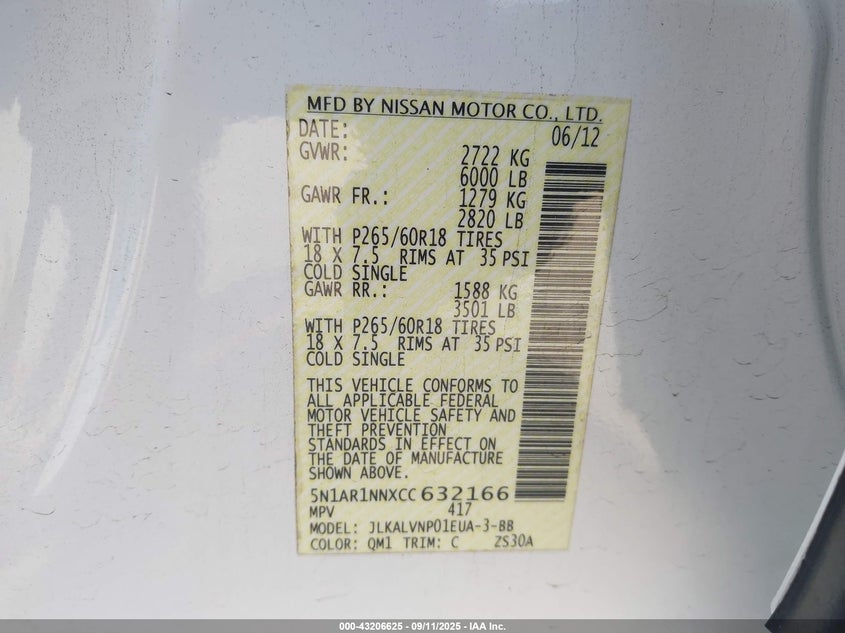 MFD BY NISSAN MOTOR CO., LTD.
DATE: 06/12
GVWR: 2722 KG
6000 LB
GAWR FR.: 1279 KG
2820 LB
WITH P265/60R18 TIRES
18 X 7.5 RIMS AT 35 PSI
COLD SINGLE
GAWR RR.: 1588 KG
3501 LB
WITH P265/60R18 TIRES
18 X 7.5 RIMS AT 35 PSI
COLD SINGLE
THIS VEHICLE CONFORMS TO
ALL APPLICABLE FEDERAL
MOTOR VEHICLE SAFETY AND
THEFT PREVENTION
STANDARDS IN EFFECT ON
THE DATE OF MANUFACTURE
SHOWN ABOVE.
5N1AR1NNXCC632166
MPV 417
MODEL: JLKALVNP01EUA-3-BB
COLOR: QM1 TRIM: C ZS30A
000-43206625 - 09/11/2025 - IAA Inc.